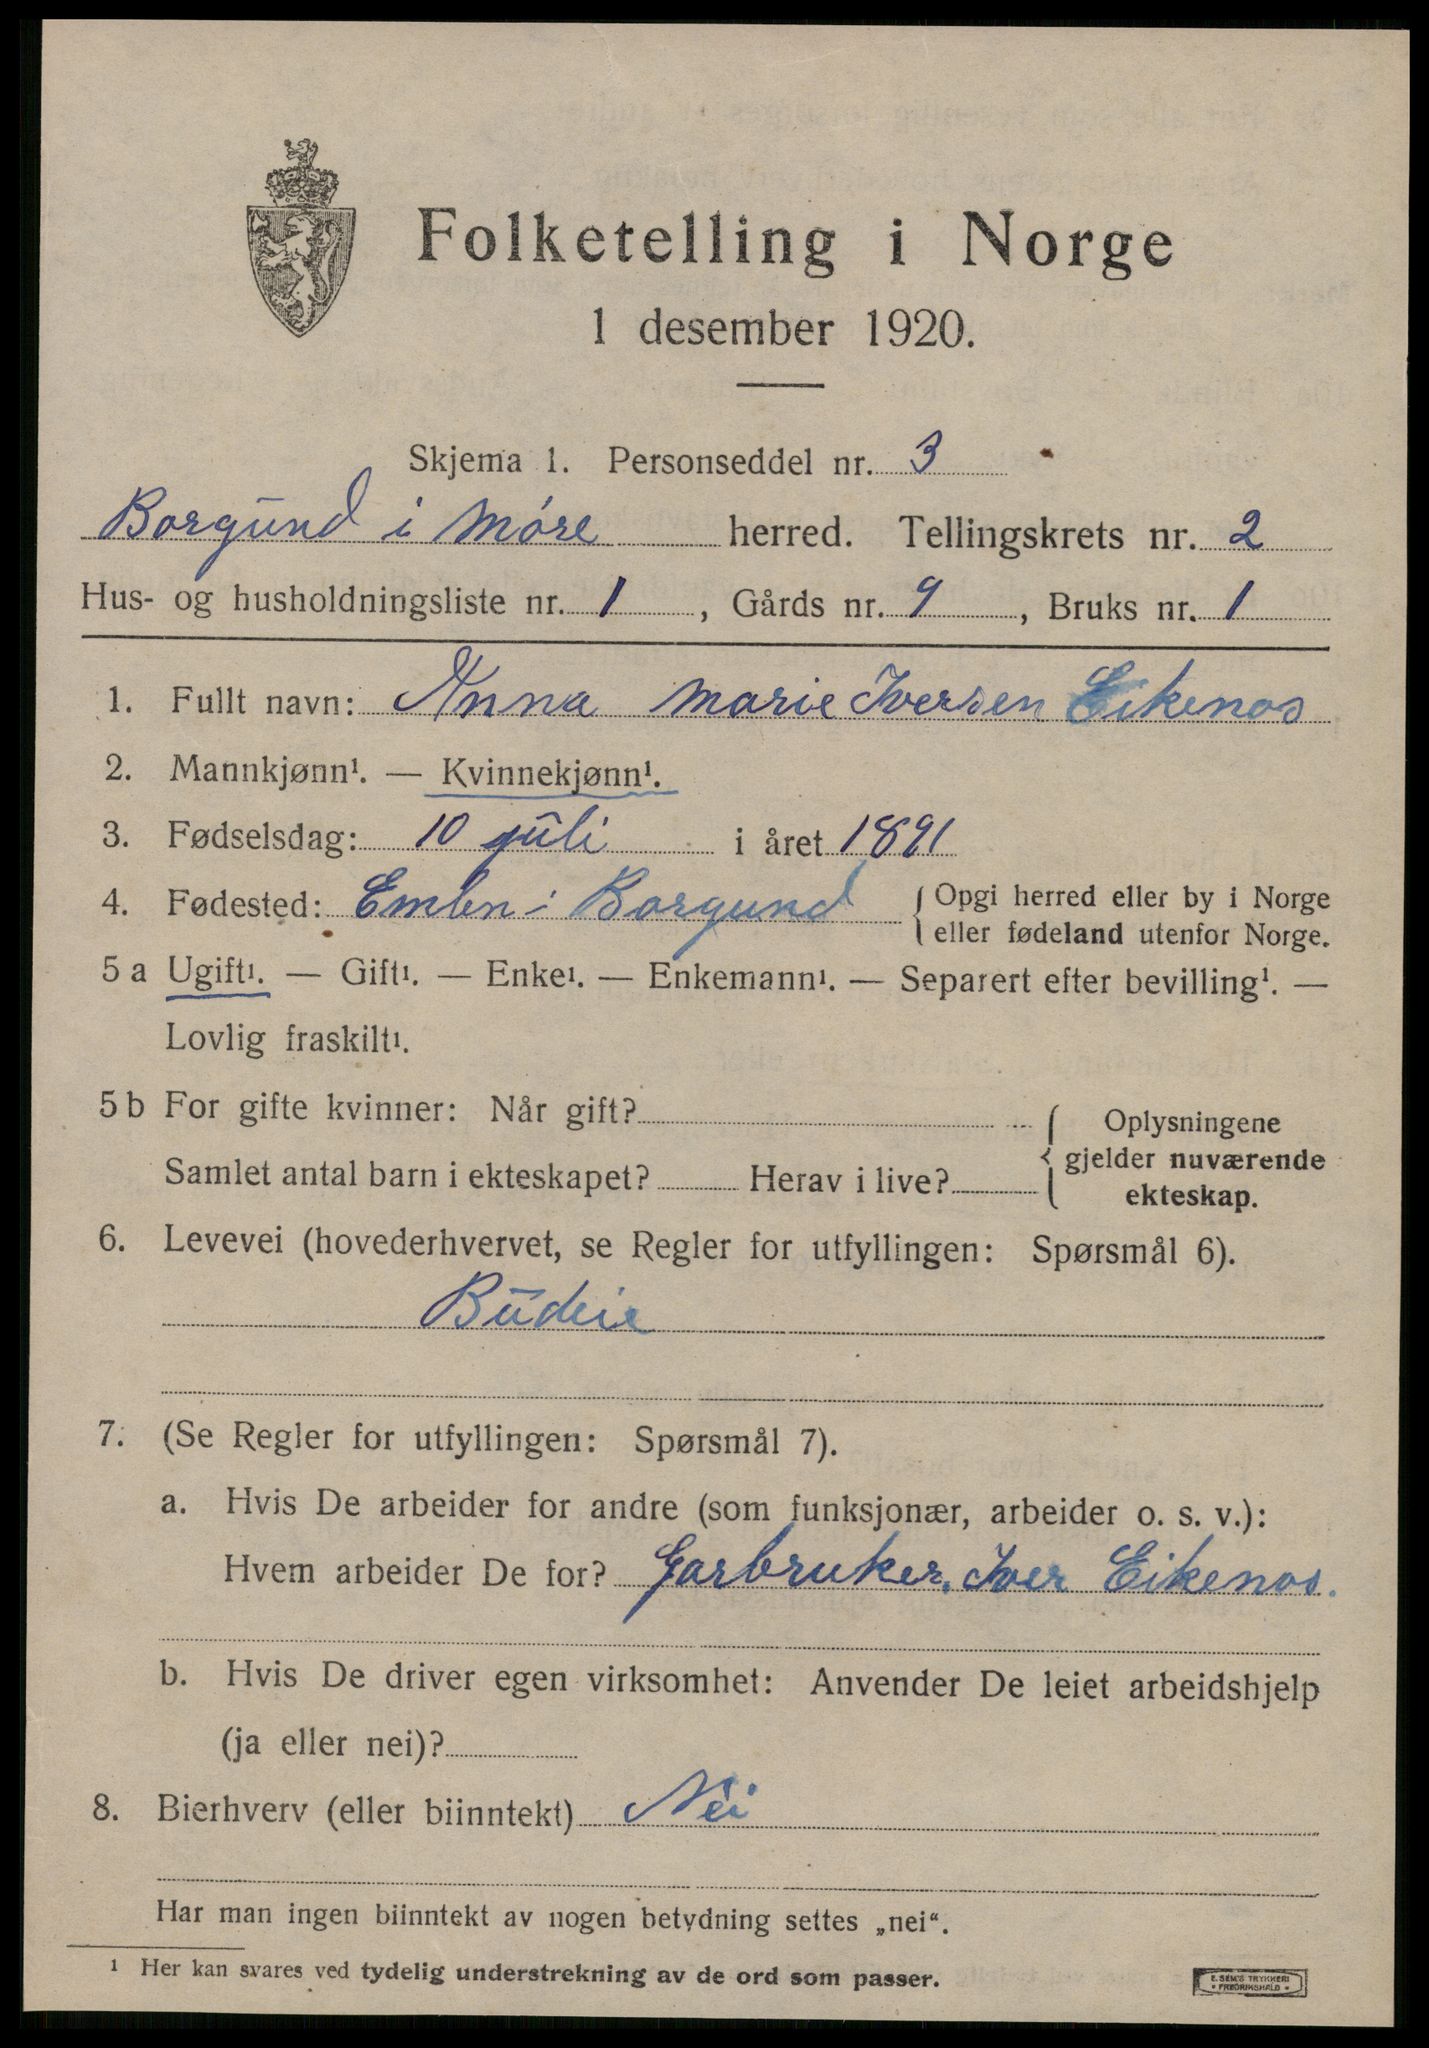 Folketelling i Norge
1 desember 1920.
Skjema 1. Personseddel nr. 3
Borgund i Møre herred. Tellingskrets nr. 2
Hus- og husholdningsliste nr. 1, Gårds nr. 9, Bruks nr. 1
1. Fullt navn: Anna Marie Iversen Eikenos
2. Mannkjønn¹. — Kvinnekjønn¹.
3. Fødselsdag: 10 juli i året 1891
4. Fødested: Emlen i Borgund { Opgi herred eller by i Norge
eller fødeland utenfor Norge.
5 a Ugift¹. — Gift¹. — Enke¹. — Enkemann¹. — Separert efter bevilling¹. —
Lovlig fraskilt¹.
5 b For gifte kvinner: Når gift? { Oplysningene
gjelder nuværende
Samlet antal barn i ekteskapet? Herav i live? ekteskap.
6. Levevei (hovederhvervet, se Regler for utfyllingen: Spørsmål 6).
Budeie
7. (Se Regler for utfyllingen: Spørsmål 7).
a. Hvis De arbeider for andre (som funksjonær, arbeider o. s. v.):
Hvem arbeider De for? Garbruker. Iver Eikenos.
b. Hvis De driver egen virksomhet: Anvender De leiet arbeidshjelp
(ja eller nei)?
8. Bierhverv (eller biinntekt) Nei
Har man ingen biinntekt av nogen betydning settes „nei“.
¹ Her kan svares ved tydelig understrekning av de ord som passer.
E. SEM'S TRYKKERI
• FREDRIKSHALD •